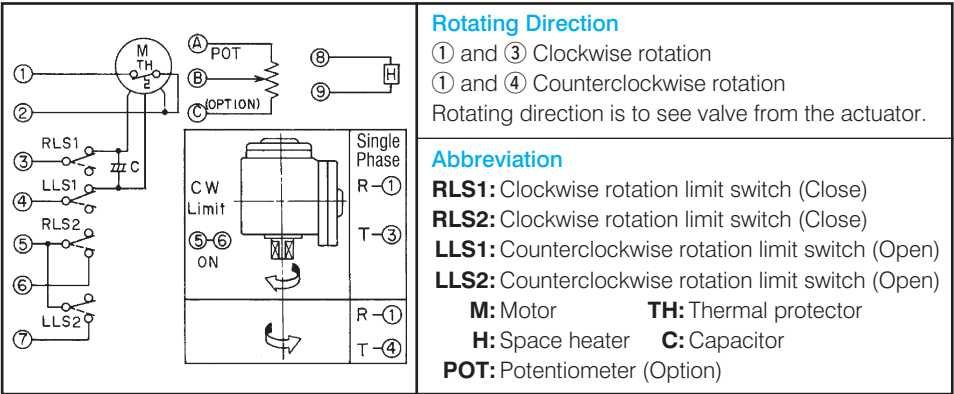 M
TH
2
①
②
RLS1
③
C
LLS1
④
RLS2
⑤
⑥
LLS2
⑦
Ⓐ
POT
Ⓑ
Ⓒ
(OPTION)
⑧
H
⑨
CW
Limit
⑤-⑥
ON
Single
Phase
R-①
T-③
R-①
T-④
Rotating Direction
① and ③ Clockwise rotation
① and ④ Counterclockwise rotation
Rotating direction is to see valve from the actuator.
Abbreviation
RLS1: Clockwise rotation limit switch (Close)
RLS2: Clockwise rotation limit switch (Close)
LLS1: Counterclockwise rotation limit switch (Open)
LLS2: Counterclockwise rotation limit switch (Open)
M: Motor TH: Thermal protector
H: Space heater C: Capacitor
POT: Potentiometer (Option)